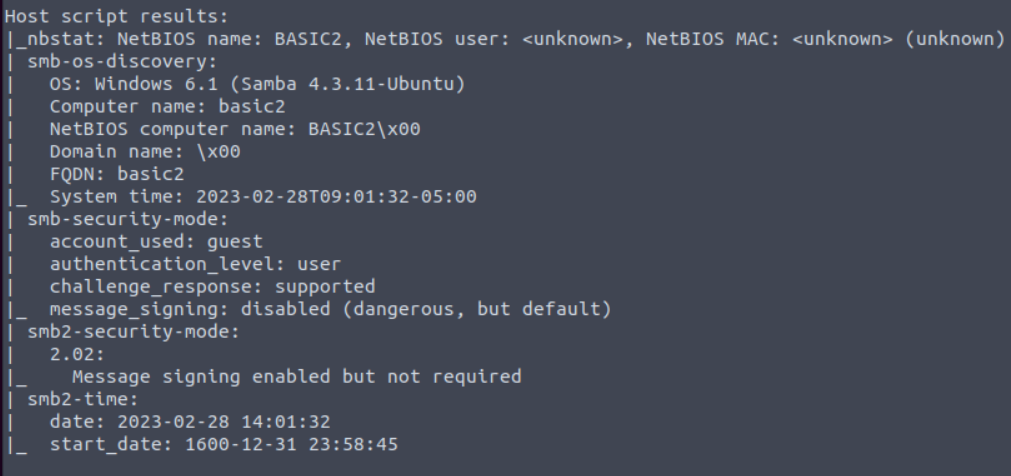 Host script results:
|_nbstat: NetBIOS name: BASIC2, NetBIOS user: <unknown>, NetBIOS MAC: <unknown> (unknown)
| smb-os-discovery:
|   OS: Windows 6.1 (Samba 4.3.11-Ubuntu)
|   Computer name: basic2
|   NetBIOS computer name: BASIC2\x00
|   Domain name: \x00
|   FQDN: basic2
|_  System time: 2023-02-28T09:01:32-05:00
| smb-security-mode:
|   account_used: guest
|   authentication_level: user
|   challenge_response: supported
|_  message_signing: disabled (dangerous, but default)
| smb2-security-mode:
|   2.02:
|_    Message signing enabled but not required
| smb2-time:
|   date: 2023-02-28 14:01:32
|_  start_date: 1600-12-31 23:58:45